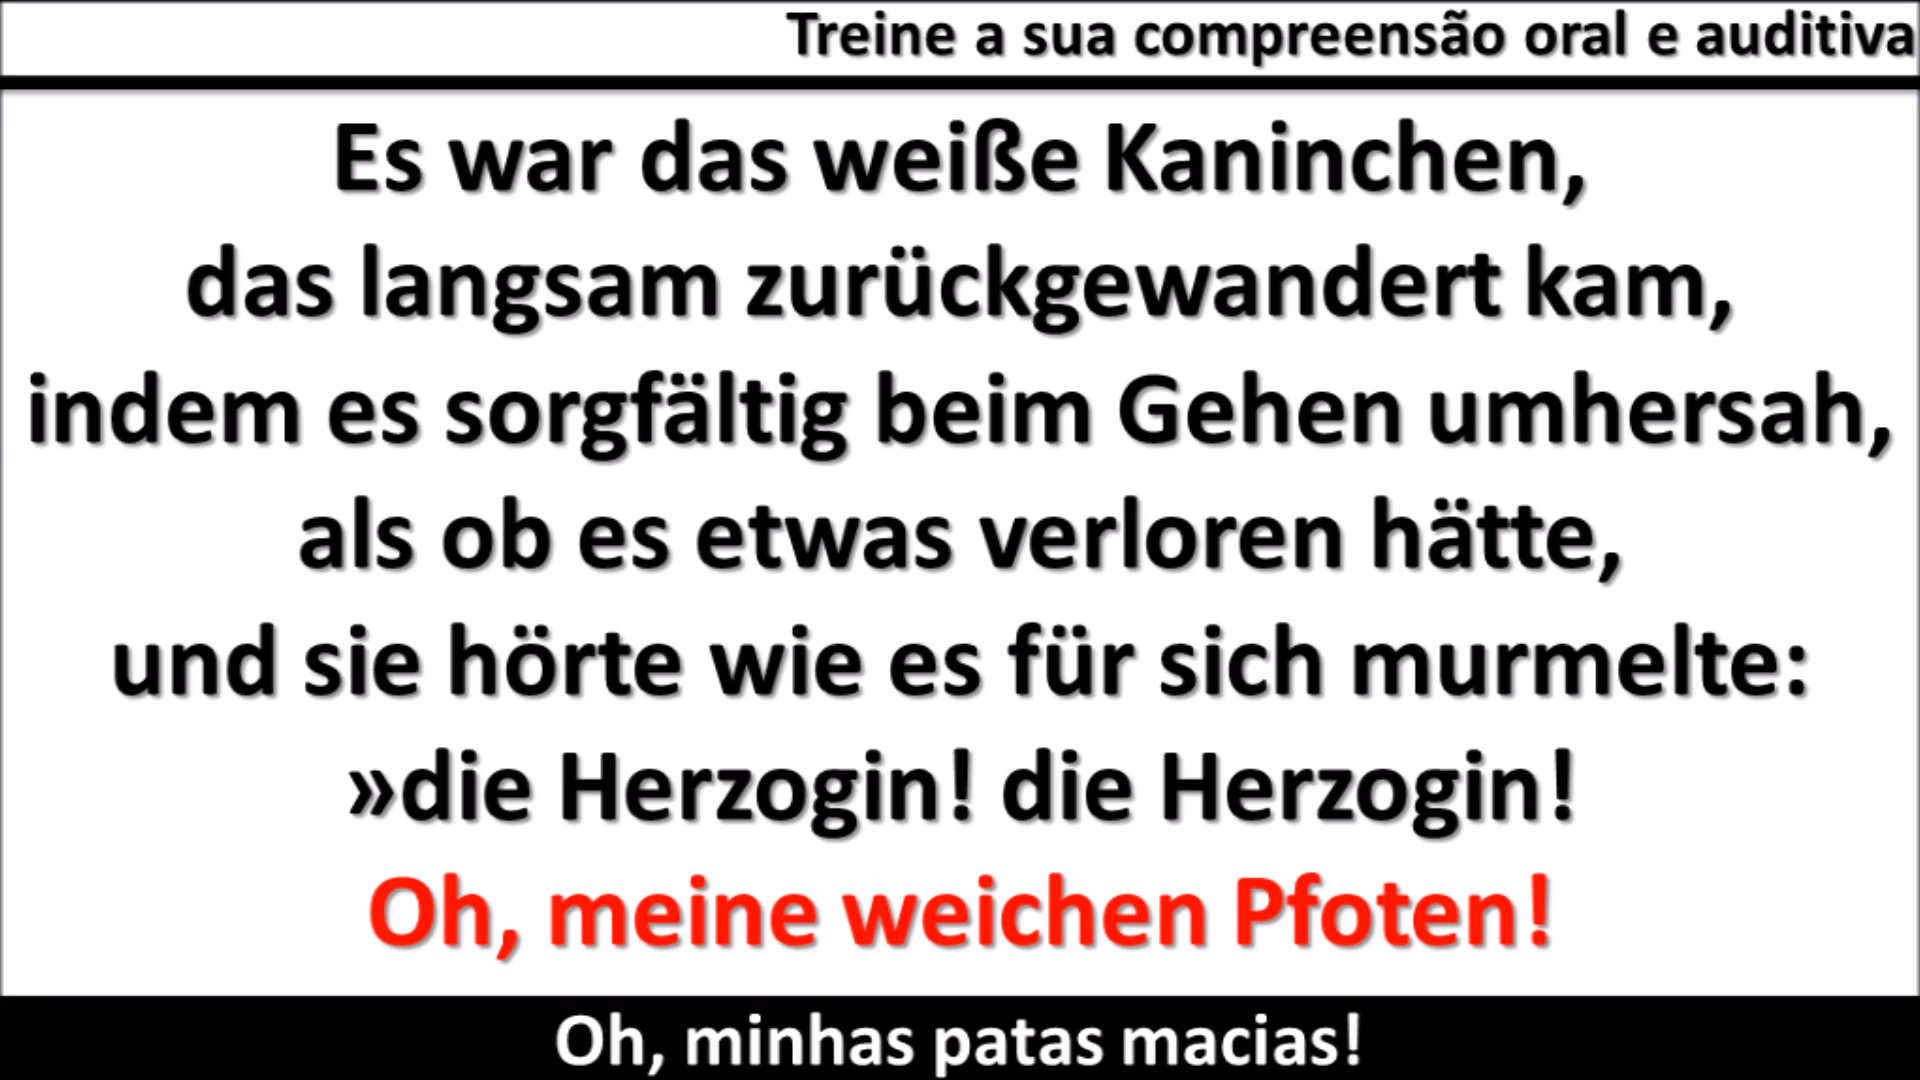 Treine a sua compreensão oral e auditiva
Es war das weiße Kaninchen,
das langsam zurückgewandert kam,
indem es sorgfältig beim Gehen umhersah,
als ob es etwas verloren hätte,
und sie hörte wie es für sich murmelte:
»die Herzogin! die Herzogin!
Oh, meine weichen Pfoten!
Oh, minhas patas macias!